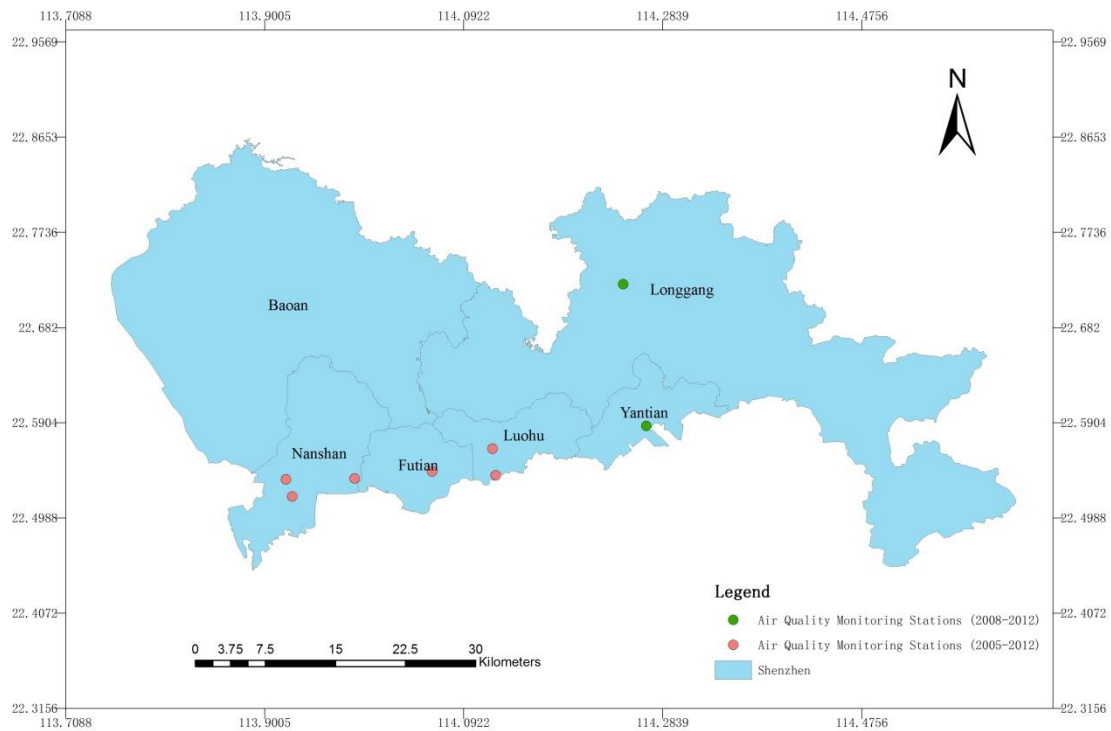 113.7088 113.9005 114.0922 114.2839 114.4756
22.9569 22.9569
N
22.8653 22.8653
22.7736 22.7736
Longgang
Baoan
22.682 22.682
22.5904 22.5904
Yantian
Luohu
Nanshan
Futian
22.4988 22.4988
Legend
22.4072 22.4072
Air Quality Monitoring Stations (2008-2012)
Air Quality Monitoring Stations (2005-2012)
0 3.75 7.5 15 22.5 30
Kilometers
Shenzhen
22.3156 22.3156
113.7088 113.9005 114.0922 114.2839 114.4756